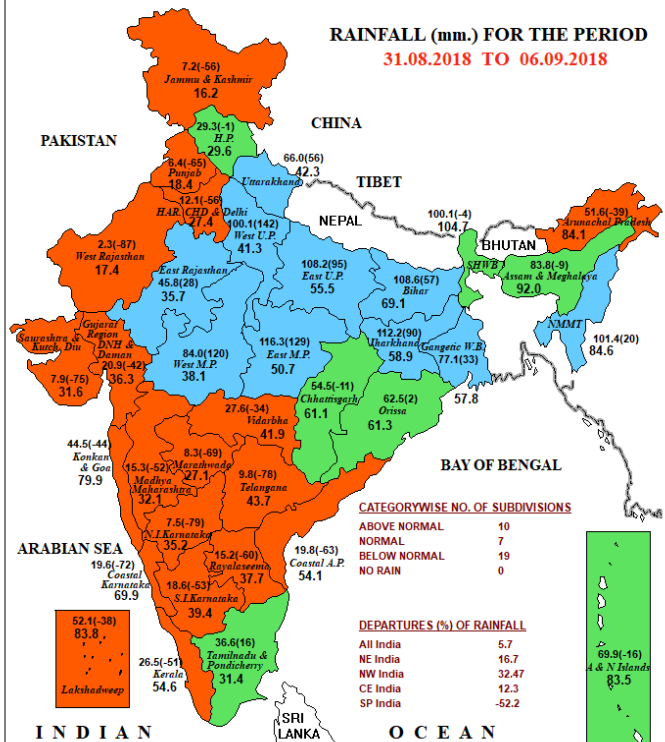 RAINFALL (mm.) FOR THE PERIOD
31.08.2018 TO 06.09.2018
7.2(-56)
Jammu & Kashmir
16.2
CHINA
PAKISTAN
29.3(-1)
H.P.
29.6
6.4(-65)
Punjab
18.4
66.0(56)
42.3
Uttarakhand
TIBET
12.1(-56)
HAR. CHD & Delhi
27.4
NEPAL
100.1(142)
West U.P.
41.3
100.1(-4)
104.7
BHUTAN
51.6(-39)
Arunachal Pradesh
84.1
2.3(-87)
West Rajasthan
17.4
East Rajasthan
45.8(28)
35.7
108.2(95)
East U.P.
55.5
108.6(57)
Bihar
69.1
SHWB
83.8(-9)
Assam & Meghalaya
92.0
NMMT
101.4(20)
84.6
Saurashtra &
Kutch, Diu
7.9(-75)
31.6
Gujarat
Region
DNH &
Daman
20.9(-42)
36.3
84.0(120)
West M.P.
38.1
116.3(129)
East M.P.
50.7
112.2(90)
Jharkhand
58.9
Gangetic W.B.
77.1(33)
57.8
54.5(-11)
Chhattisgarh
61.1
62.5(2)
Orissa
61.3
27.6(-34)
Vidarbha
41.9
44.5(-44)
Konkan
& Goa
79.9
8.3(-69)
Marathwada
27.1
15.3(-52)
Madhya
Maharashtra
32.1
9.8(-78)
Telangana
43.7
BAY OF BENGAL
7.5(-79)
N.I.Karnataka
35.2
ARABIAN SEA
19.6(-72)
Coastal
Karnataka
69.9
15.2(-60)
Rayalaseema
37.7
19.8(-63)
Coastal A.P.
54.1
18.6(-53)
S.I.Karnataka
39.4
CATEGORYWISE NO. OF SUBDIVISIONS
ABOVE NORMAL 10
NORMAL 7
BELOW NORMAL 19
NO RAIN 0
52.1(-38)
83.8
Lakshadweep
26.5(-51)
Kerala
54.6
36.6(16)
Tamilnadu &
Pondicherry
31.4
DEPARTURES (%) OF RAINFALL
All India 5.7
NE India 16.7
NW India 32.47
CE India 12.3
SP India -52.2
69.9(-16)
A & N Islands
83.5
SRI
LANKA
INDIAN OCEAN